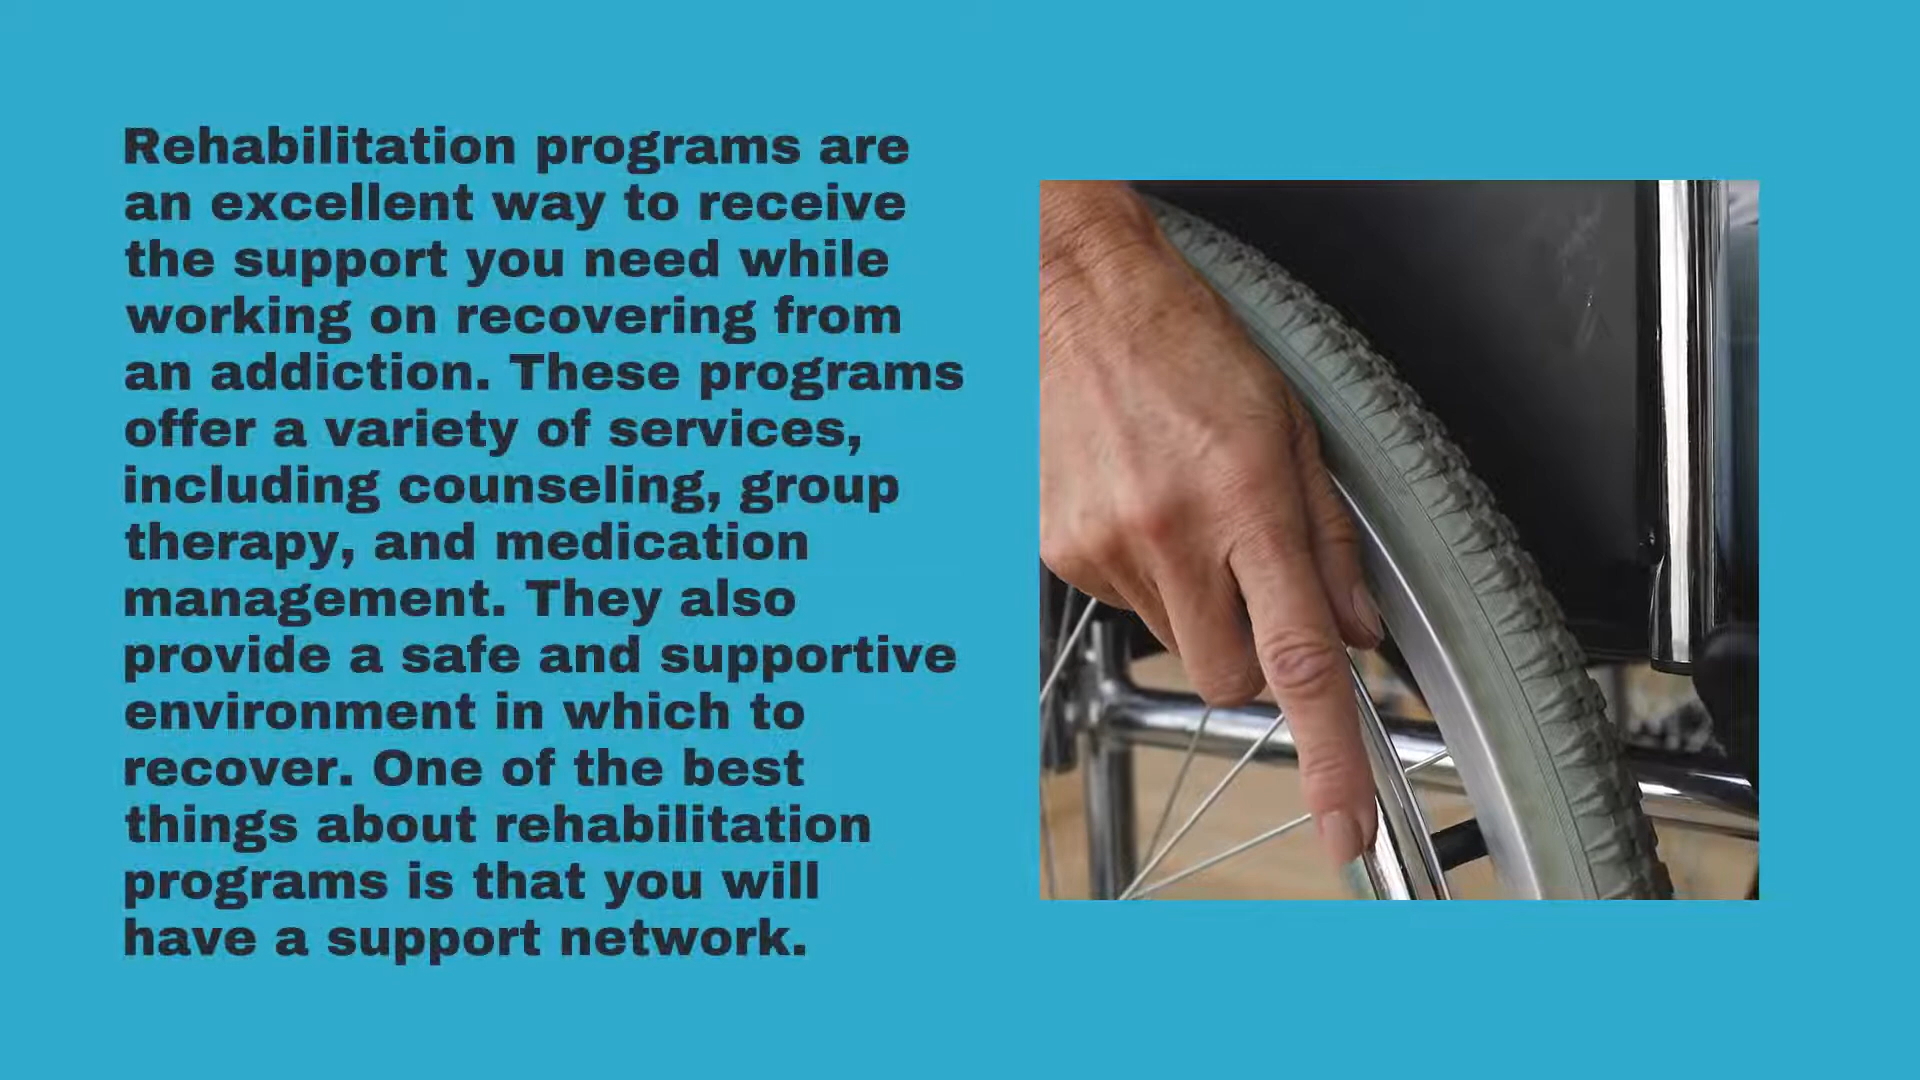 Rehabilitation programs are
an excellent way to receive
the support you need while
working on recovering from
an addiction. These programs
offer a variety of services,
including counseling, group
therapy, and medication
management. They also
provide a safe and supportive
environment in which to
recover. One of the best
things about rehabilitation
programs is that you will
have a support network.